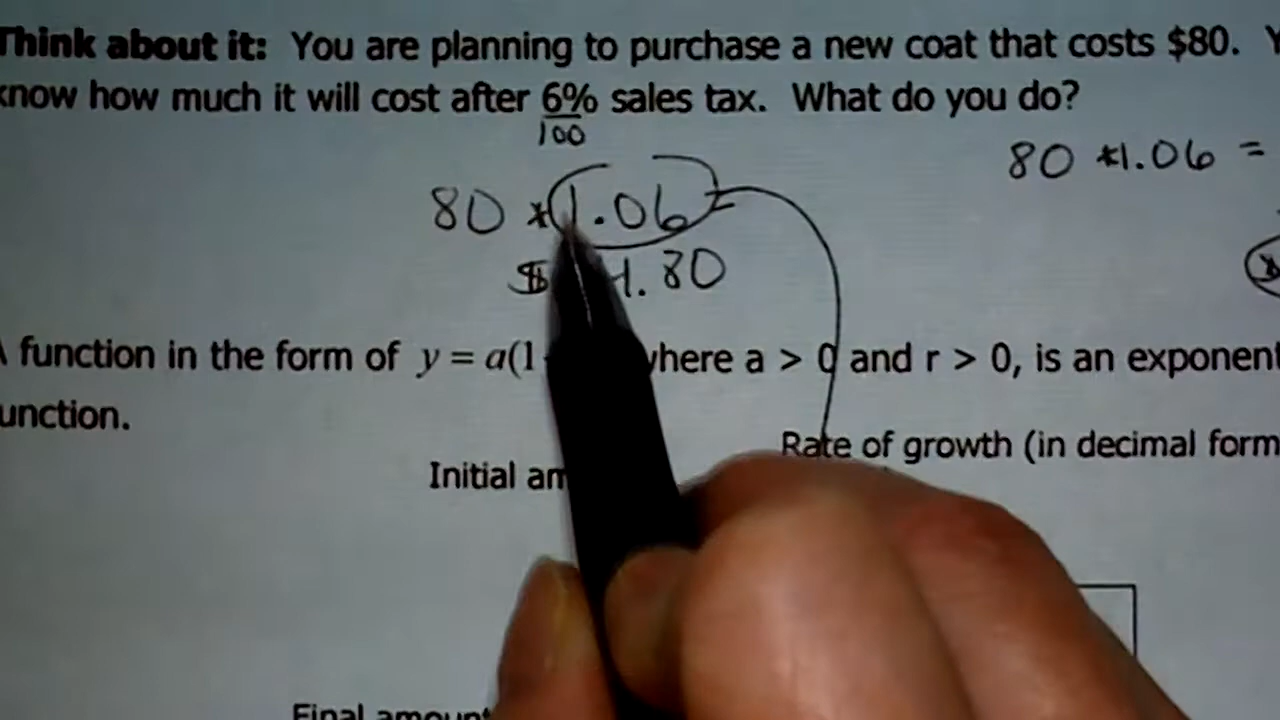 Think about it: You are planning to purchase a new coat that costs $80.
know how much it will cost after 6% sales tax. What do you do?
100
80 *1.06 =
80 * 1.06 =
$ .80
function in the form of y = a(1 where a > 0 and r > 0, is an exponent
unction.
Rate of growth (in decimal form
Initial am
Final amount